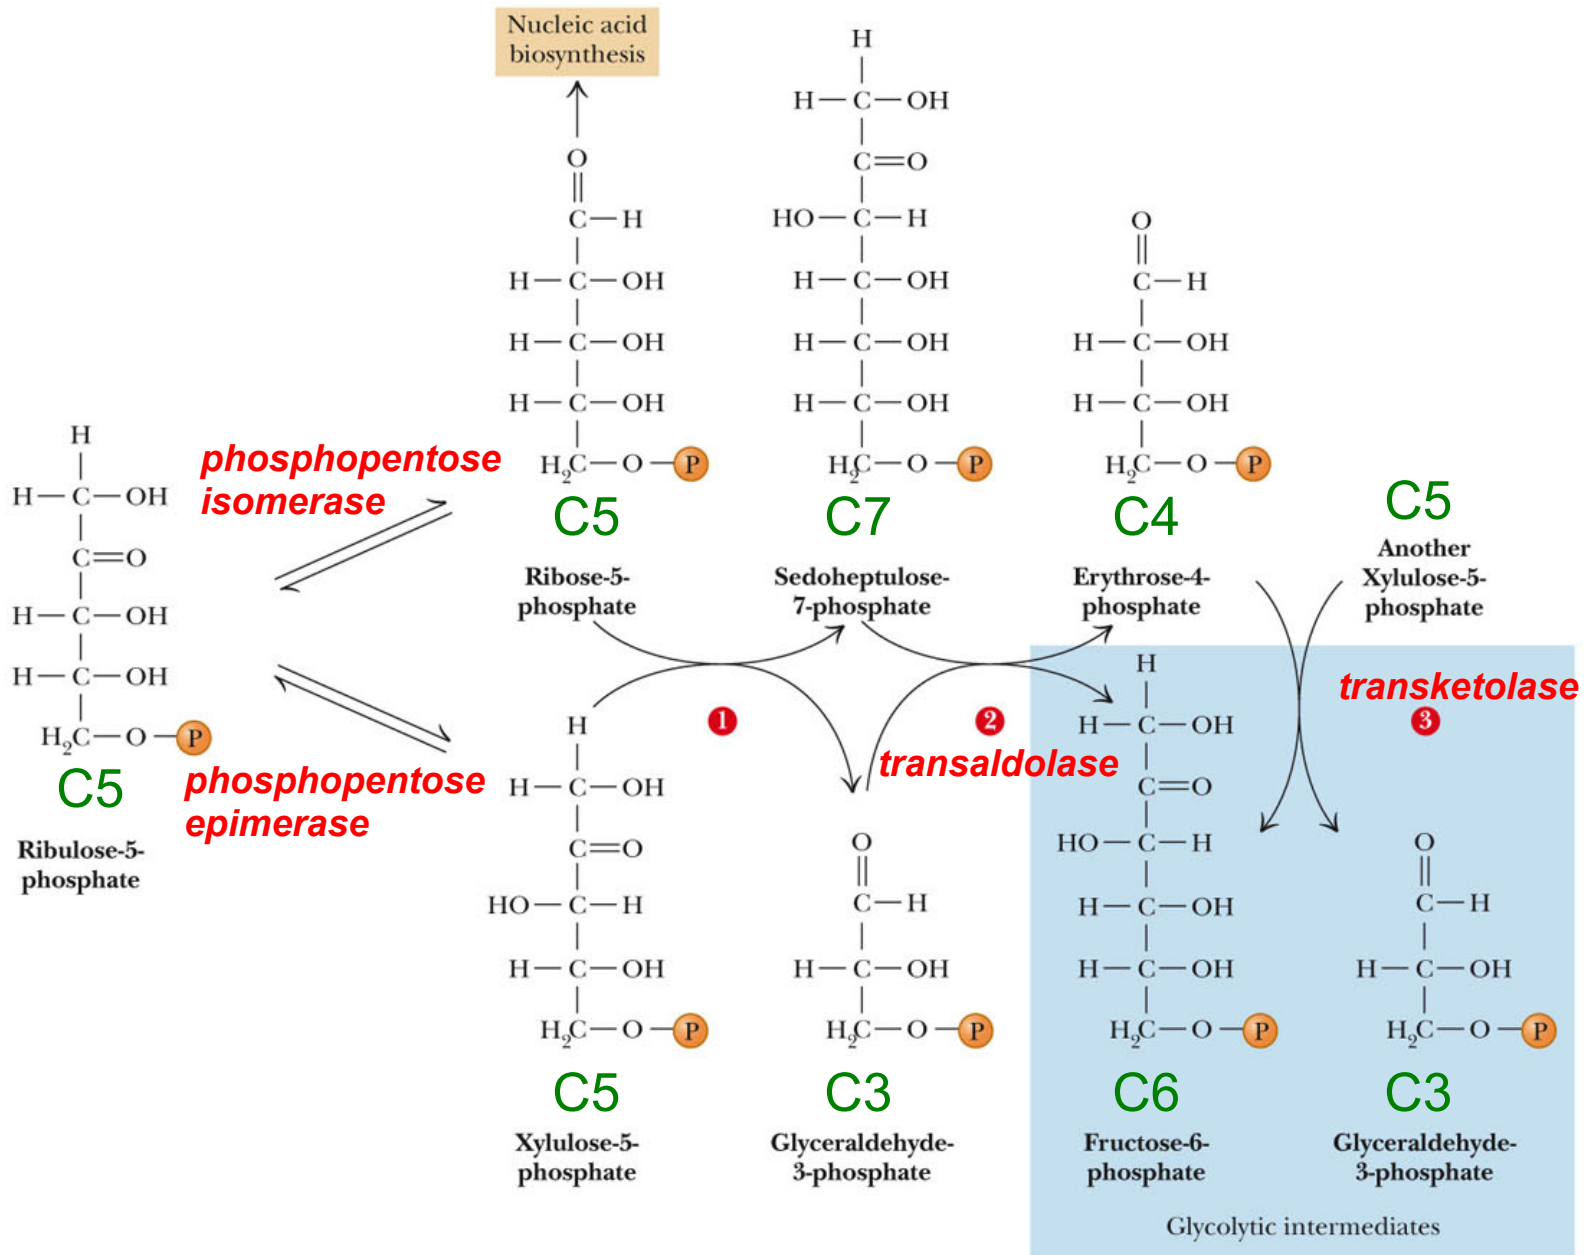 Nucleic acid
biosynthesis
O
C—H
H—C—OH
H—C—OH
H—C—OH
H2C—O—P
C5
Ribose-5-
phosphate
H
H—C—OH
C=O
HO—C—H
H—C—OH
H—C—OH
H—C—OH
H2C—O—P
C7
Sedoheptulose-
7-phosphate
O
C—H
H—C—OH
H—C—OH
H2C—O—P
C4
Erythrose-4-
phosphate
C5
Another
Xylulose-5-
phosphate
H
H—C—OH
C=O
H—C—OH
H—C—OH
H2C—O—P
C5
Ribulose-5-
phosphate
phosphopentose
isomerase
phosphopentose
epimerase
1
2
transaldolase
transketolase
3
H
H—C—OH
C=O
HO—C—H
H—C—OH
H2C—O—P
C5
Xylulose-5-
phosphate
O
C—H
H—C—OH
H2C—O—P
C3
Glyceraldehyde-
3-phosphate
H
H—C—OH
C=O
HO—C—H
H—C—OH
H—C—OH
H2C—O—P
C6
Fructose-6-
phosphate
O
C—H
H—C—OH
H2C—O—P
C3
Glyceraldehyde-
3-phosphate
Glycolytic intermediates